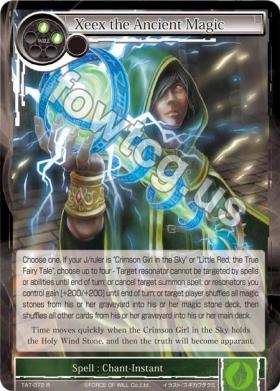 Xeex the Ancient Magic
WILL
fowtcg.us
Choose one. If your J/ruler is "Crimson Girl in the Sky" or "Little Red, the True
Fairy Tale", choose up to four - Target resonator cannot be targeted by spells
or abilities until end of turn; or cancel target summon spell; or resonators you
control gain [+200/+200] until end of turn; or target player shuffles all magic
stones from his or her graveyard into his or her magic stone deck, then
shuffles all other cards from his or her graveyard into his or her main deck.
Time moves quickly when the Crimson Girl in the Sky holds
the Holy Wind Stone, and then the truth will become apparent.
Spell : Chant-Instant
TAT-072 R
©FORCE OF WILL Co.,Ltd.